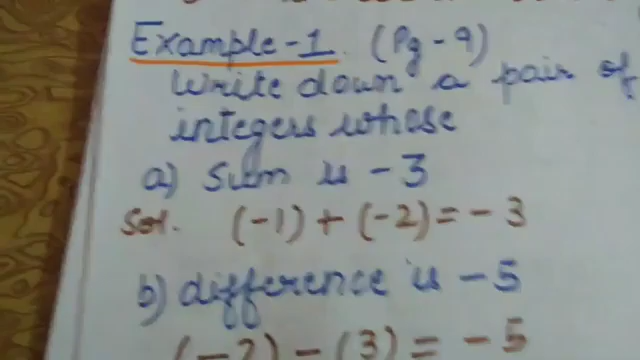 Example-1. (Pg-9)
Write down a pair of
integers whose
a) Sum is -3
Sol. (-1) + (-2) = -3
b) difference is -5
(-2) - (3) = -5